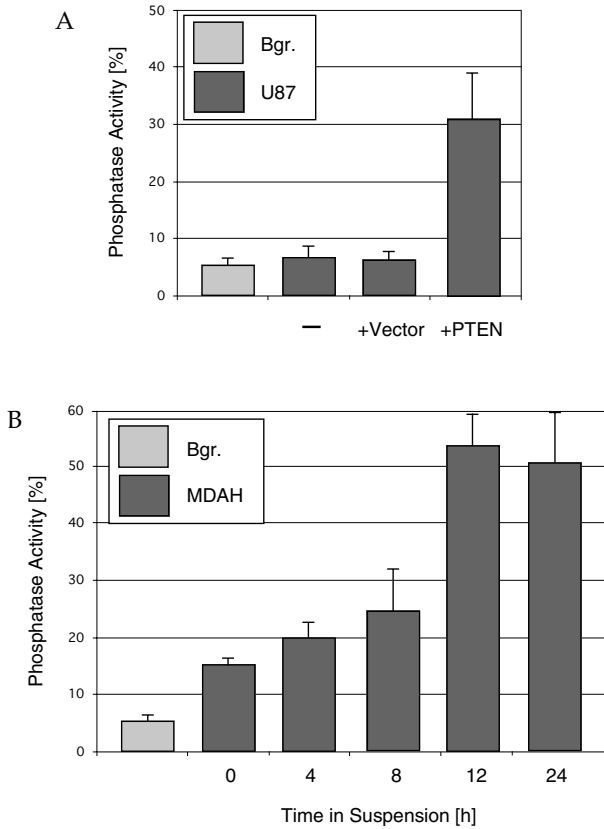 A
Phosphatase Activity [%]
50
40
30
20
10
0
Bgr.
U87
– +Vector +PTEN
B
Phosphatase Activity [%]
60
50
40
30
20
10
0
Bgr.
MDAH
0 4 8 12 24
Time in Suspension [h]